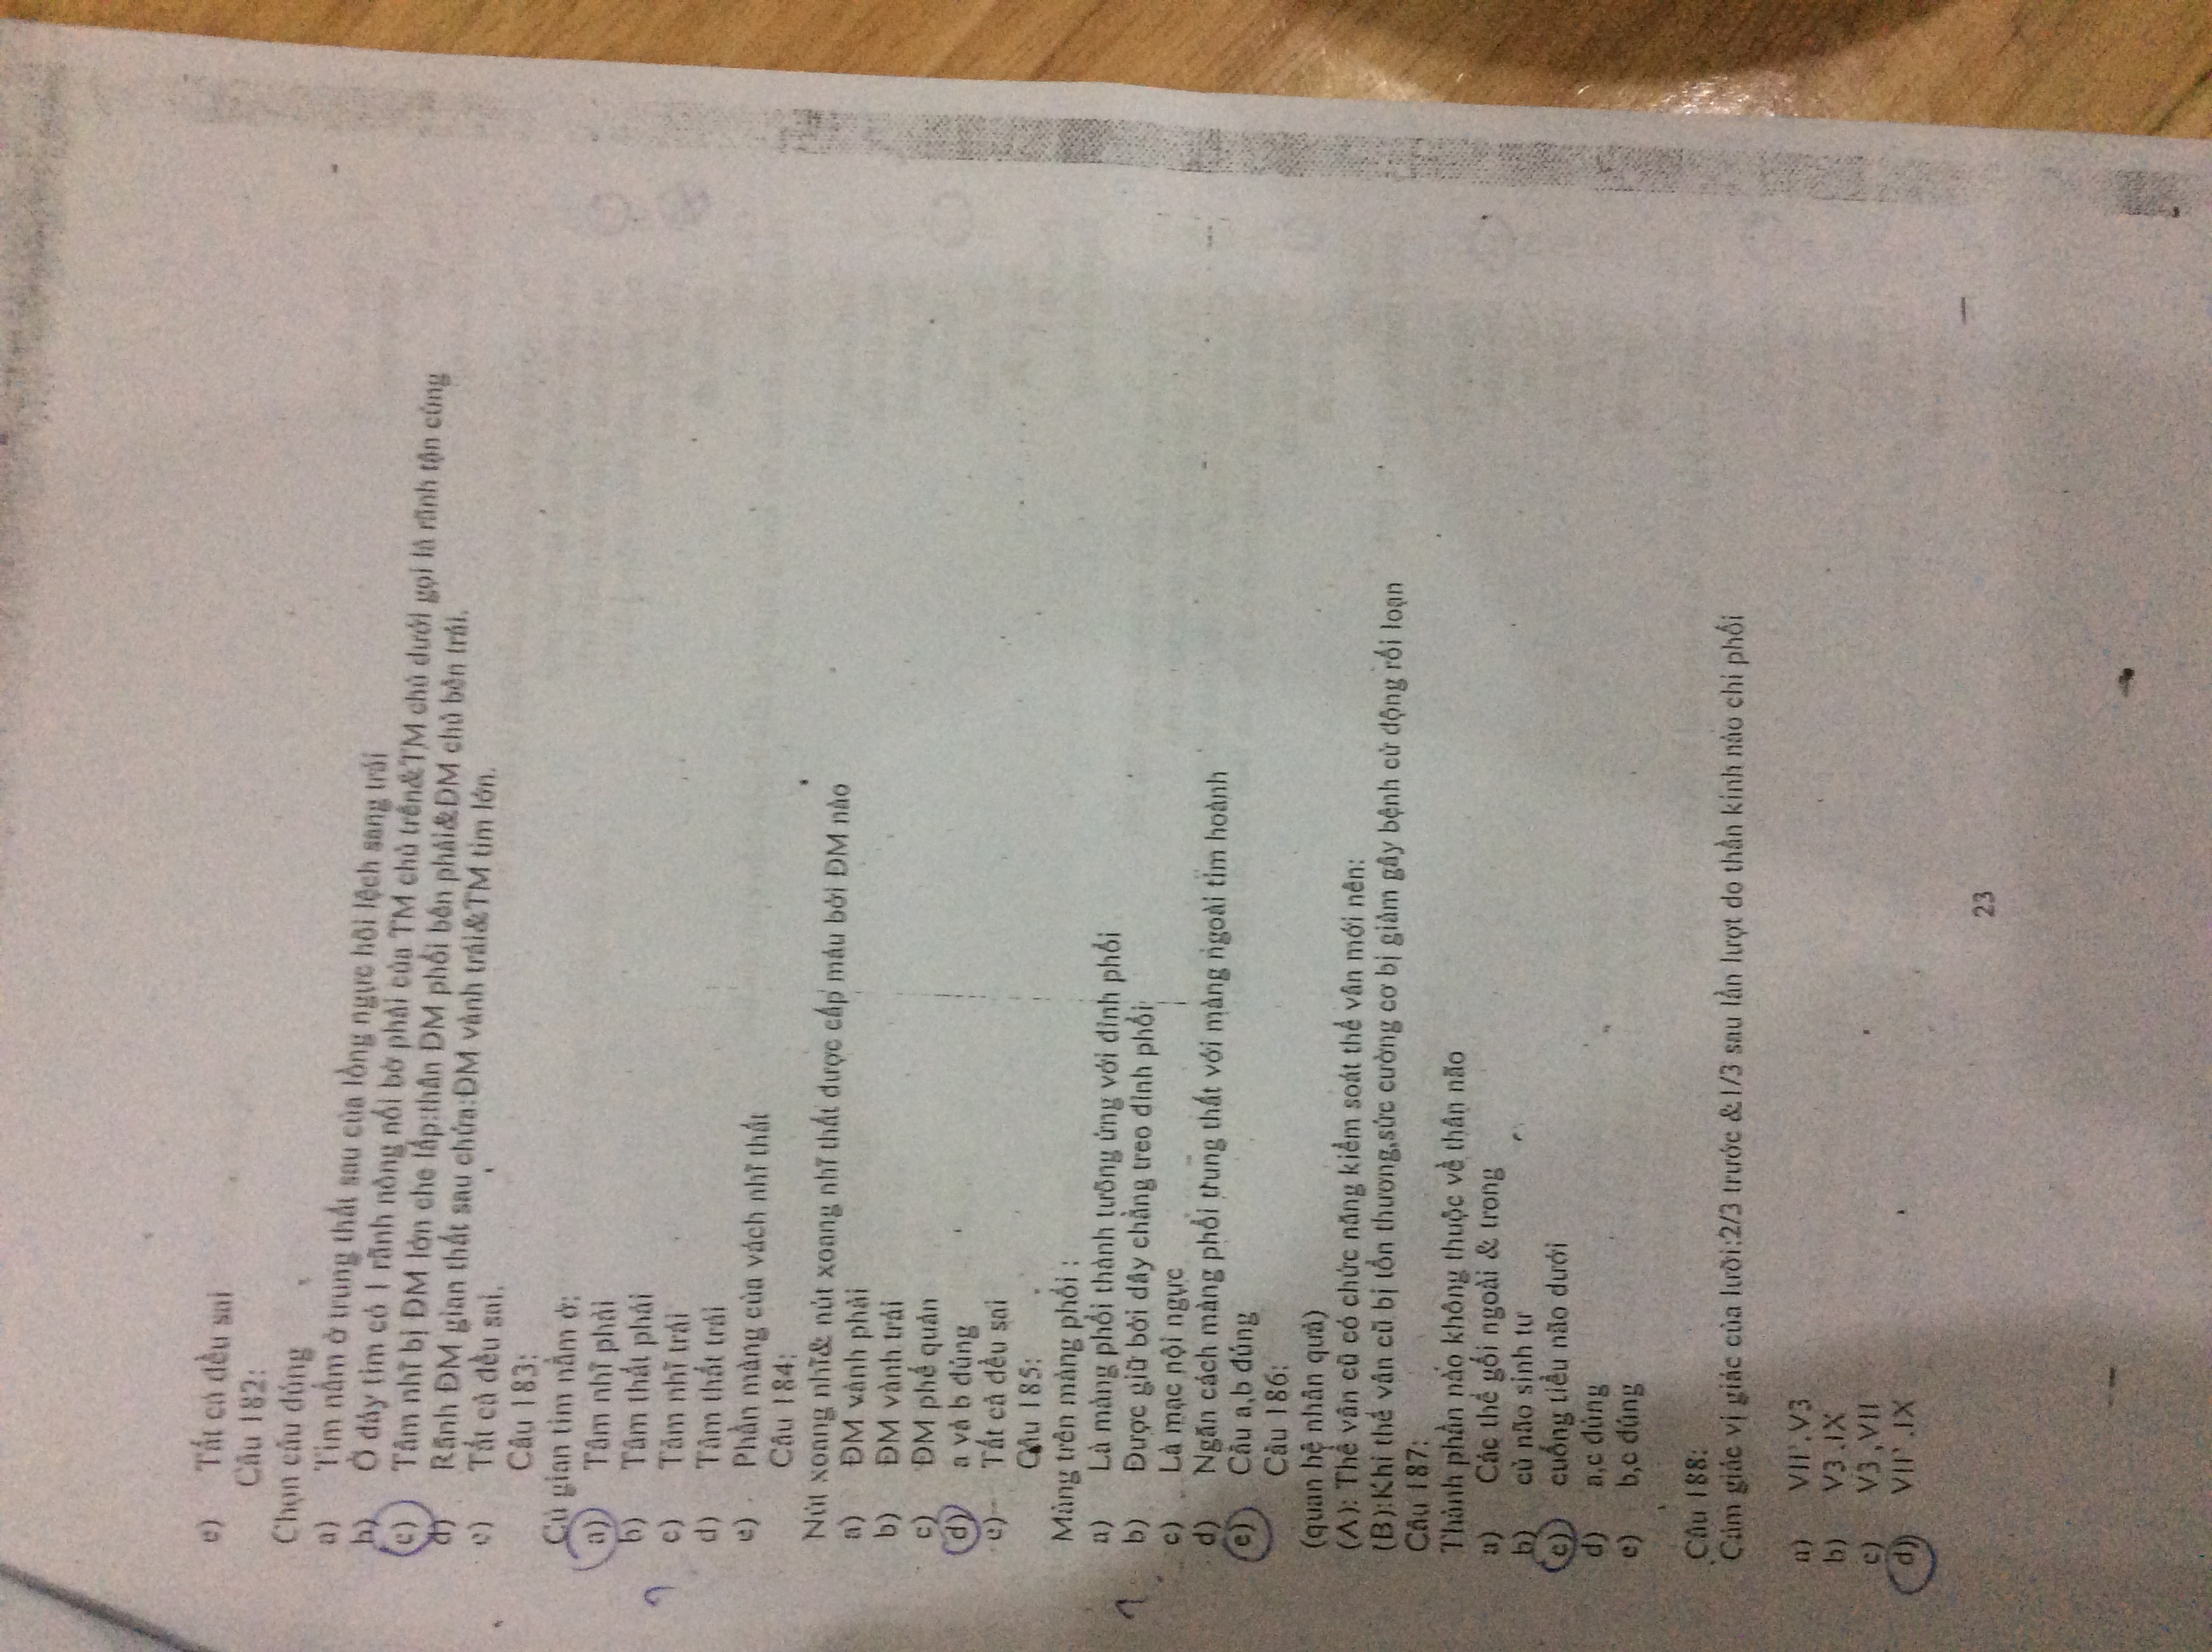 e) Tất cả đều sai
Câu 182:
Chọn câu đúng
a) Tim nằm ở trung thất sau của lồng ngực hơi lệch sang trái
b) Ở đáy tim có 1 rãnh nông nối bờ phải của TM chủ trên&TM chủ dưới gọi là rãnh tận cùng
c) Tâm nhĩ bị ĐM lớn che lấp:thân ĐM phổi bên phải&ĐM chủ bên trái.
d) Rãnh ĐM gian thất sau chứa:ĐM vành trái&TM tim lớn.
e) Tất cả đều sai.
Câu 183:
Củ gian tim nằm ở:
a) Tâm nhĩ phải
b) Tâm thất phải
c) Tâm nhĩ trái
d) Tâm thất trái
e) Phần màng của vách nhĩ thất
Câu 184:
Nút xoang nhĩ& nút xoang nhĩ thất được cấp máu bởi ĐM nào
a) ĐM vành phải
b) ĐM vành trái
c) ĐM phế quản
d) a và b đúng
e) Tất cả đều sai
Câu 185:
Màng trên màng phổi :
a) Là màng phổi thành tương ứng với đỉnh phổi
b) Được giữ bởi dây chằng treo đỉnh phổi
c) Là mạc nội ngực
d) Ngăn cách màng phổi trung thất với màng ngoài tim hoành
e) Câu a,b đúng
Câu 186:
(quan hệ nhân quả)
(A): Thể vân cũ có chức năng kiểm soát thể vân mới nên:
(B):Khi thể vân cũ bị tổn thương,sức cường cơ bị giảm gây bệnh cử động rối loạn
Câu 187:
Thành phần nào không thuộc về thân não
a) Các thể gối ngoài & trong
b) củ não sinh tư
c) cuống tiểu não dưới
d) a,c đúng
e) b,c đúng
Câu 188:
Cảm giác vị giác của lưỡi:2/3 trước &1/3 sau lần lượt do thần kinh nào chi phối
a) VII',V3
b) V3 .IX
c) V3 ,VII
d) VII' .IX
23